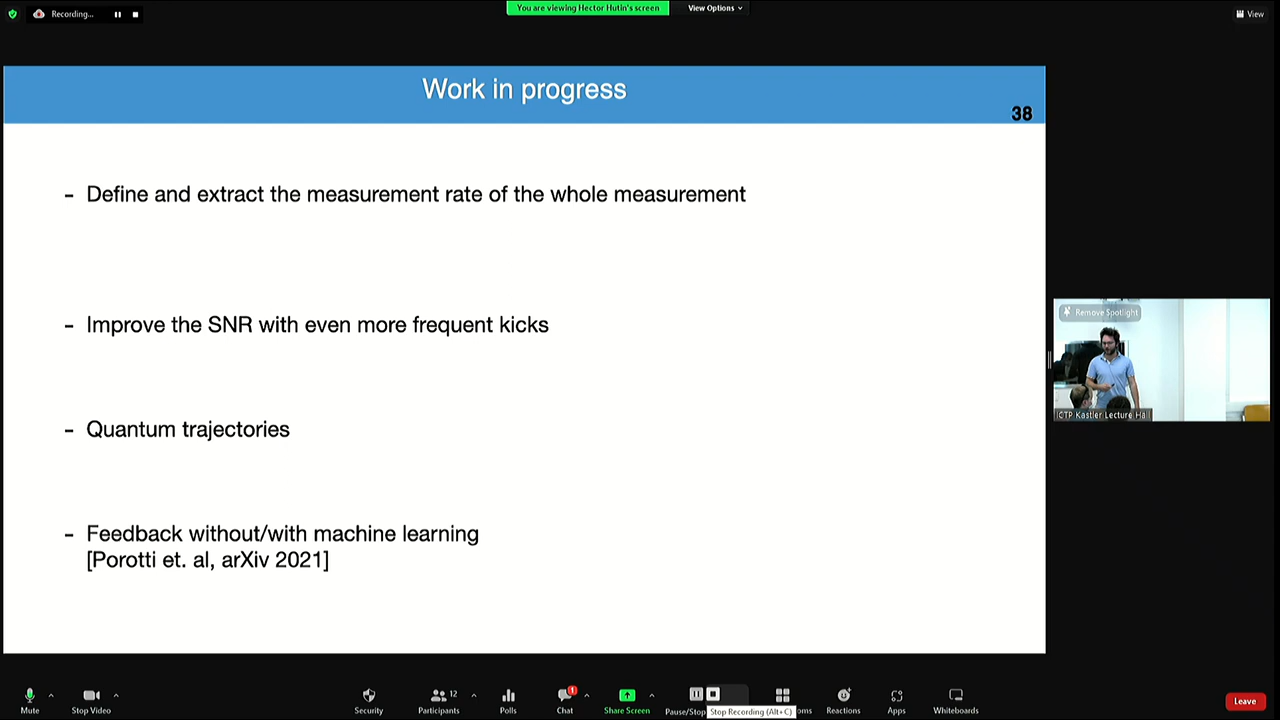 Recording...
You are viewing Hector Hutin's screen
View Options
View
Work in progress
38
- Define and extract the measurement rate of the whole measurement
- Improve the SNR with even more frequent kicks
- Quantum trajectories
- Feedback without/with machine learning
[Porotti et. al, arXiv 2021]
Remove Spotlight
ICTP Kastler Lecture Hall
Mute
Stop Video
Security
12
Participants
Polls
1
Chat
Share Screen
Pause/Stop
Stop Recording (Alt+C)
oms
Reactions
Apps
Whiteboards
Leave